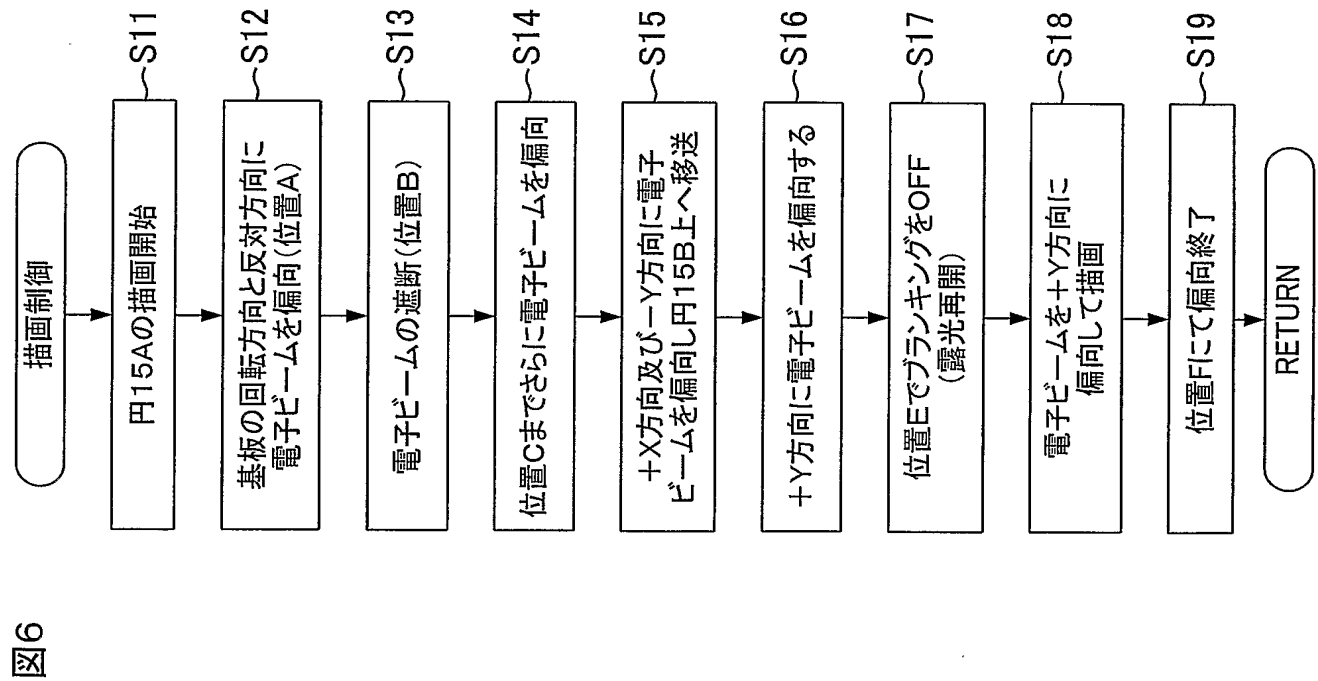 図6
描画制御
円15Aの描画開始
S11
基板の回転方向と反対方向に
電子ビームを偏向(位置A)
S12
電子ビームの遮断(位置B)
S13
位置Cまでさらに電子ビームを偏向
S14
+X方向及び-Y方向に電子
ビームを偏向し円15B上へ移送
S15
+Y方向に電子ビームを偏向する
S16
位置EでブランキングをOFF
(露光再開)
S17
電子ビームを+Y方向に
偏向して描画
S18
位置Fにて偏向終了
S19
RETURN